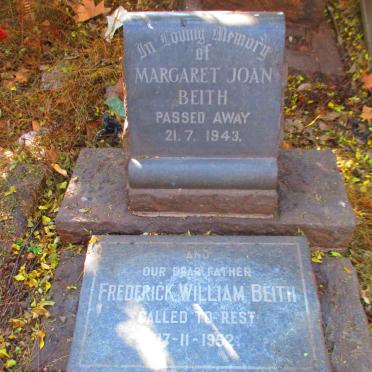 In Loving Memory
of
MARGARET JOAN
BEITH
PASSED AWAY
21. 7. 1943.
AND
OUR DEAR FATHER
FREDERICK WILLIAM BEITH
CALLED TO REST
17-11-1952.